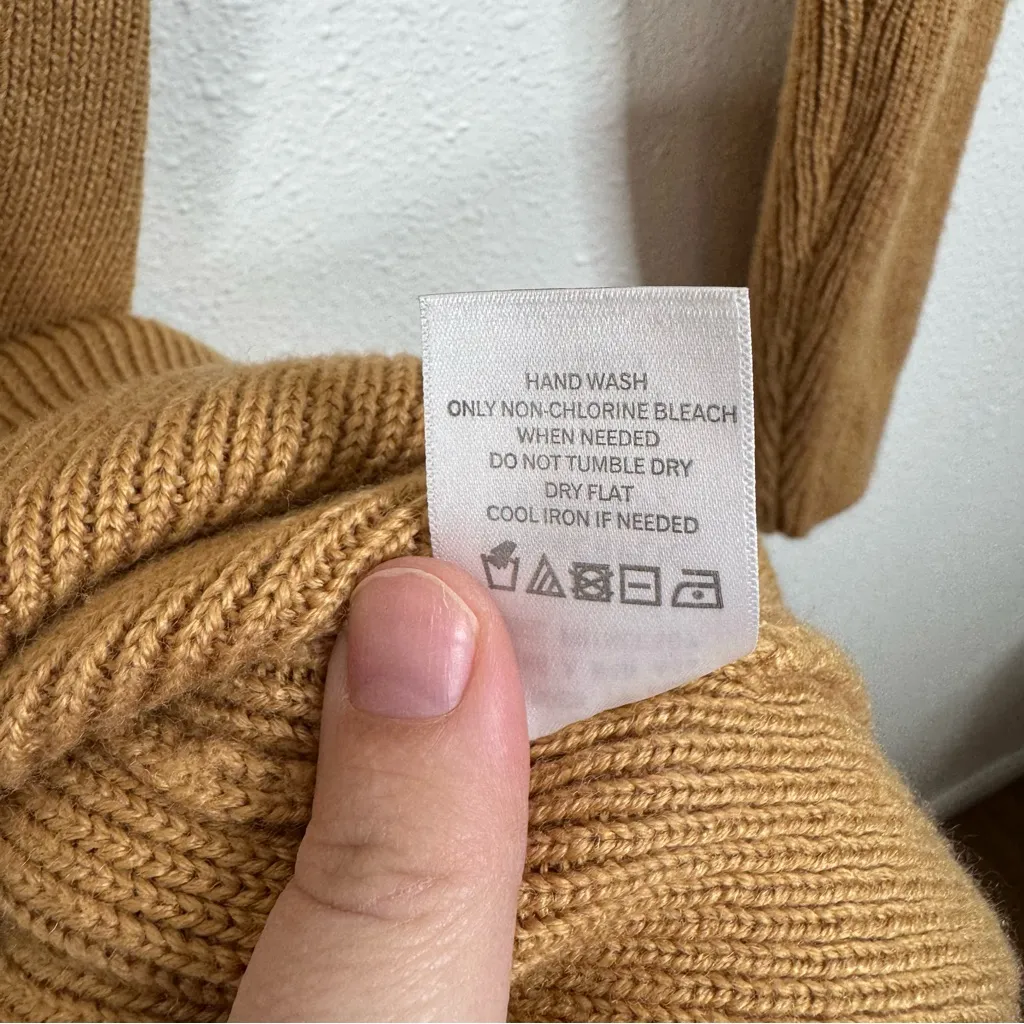 HAND WASH
ONLY NON-CHLORINE BLEACH
WHEN NEEDED
DO NOT TUMBLE DRY
DRY FLAT
COOL IRON IF NEEDED